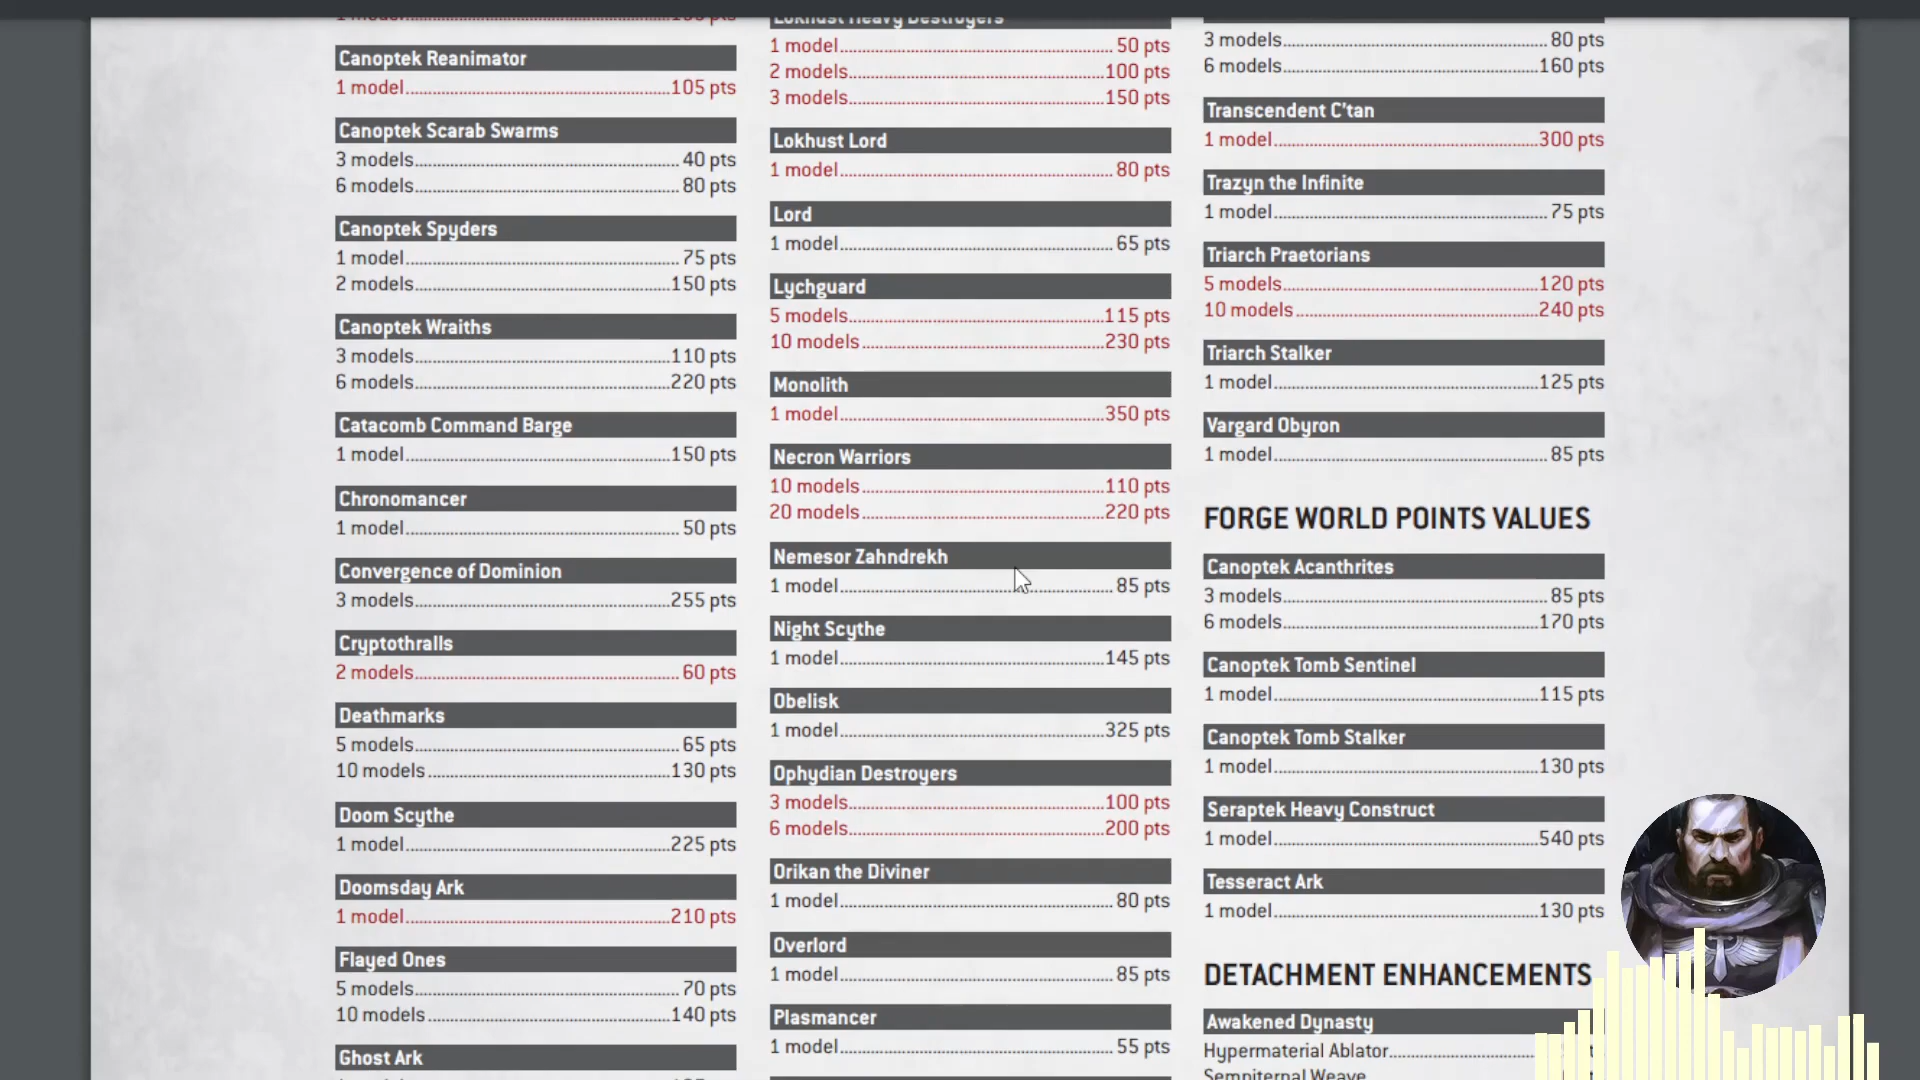 Canoptek Reanimator
1 model 105 pts
Canoptek Scarab Swarms
3 models 40 pts
6 models 80 pts
Canoptek Spyders
1 model 75 pts
2 models 150 pts
Canoptek Wraiths
3 models 110 pts
6 models 220 pts
Catacomb Command Barge
1 model 150 pts
Chronomancer
1 model 50 pts
Convergence of Dominion
3 models 255 pts
Cryptothralls
2 models 60 pts
Deathmarks
5 models 65 pts
10 models 130 pts
Doom Scythe
1 model 225 pts
Doomsday Ark
1 model 210 pts
Flayed Ones
5 models 70 pts
10 models 140 pts
Ghost Ark
Lokhust Heavy Destroyers
1 model 50 pts
2 models 100 pts
3 models 150 pts
Lokhust Lord
1 model 80 pts
Lord
1 model 65 pts
Lychguard
5 models 115 pts
10 models 230 pts
Monolith
1 model 350 pts
Necron Warriors
10 models 110 pts
20 models 220 pts
Nemesor Zahndrekh
1 model 85 pts
Night Scythe
1 model 145 pts
Obelisk
1 model 325 pts
Ophydian Destroyers
3 models 100 pts
6 models 200 pts
Orikan the Diviner
1 model 80 pts
Overlord
1 model 85 pts
Plasmancer
1 model 55 pts
3 models 80 pts
6 models 160 pts
Transcendent C'tan
1 model 300 pts
Trazyn the Infinite
1 model 75 pts
Triarch Praetorians
5 models 120 pts
10 models 240 pts
Triarch Stalker
1 model 125 pts
Vargard Obyron
1 model 85 pts
FORGE WORLD POINTS VALUES
Canoptek Acanthrites
3 models 85 pts
6 models 170 pts
Canoptek Tomb Sentinel
1 model 115 pts
Canoptek Tomb Stalker
1 model 130 pts
Seraptek Heavy Construct
1 model 540 pts
Tesseract Ark
1 model 130 pts
DETACHMENT ENHANCEMENTS
Awakened Dynasty
Hypermaterial Ablator
Sempiternal Weave